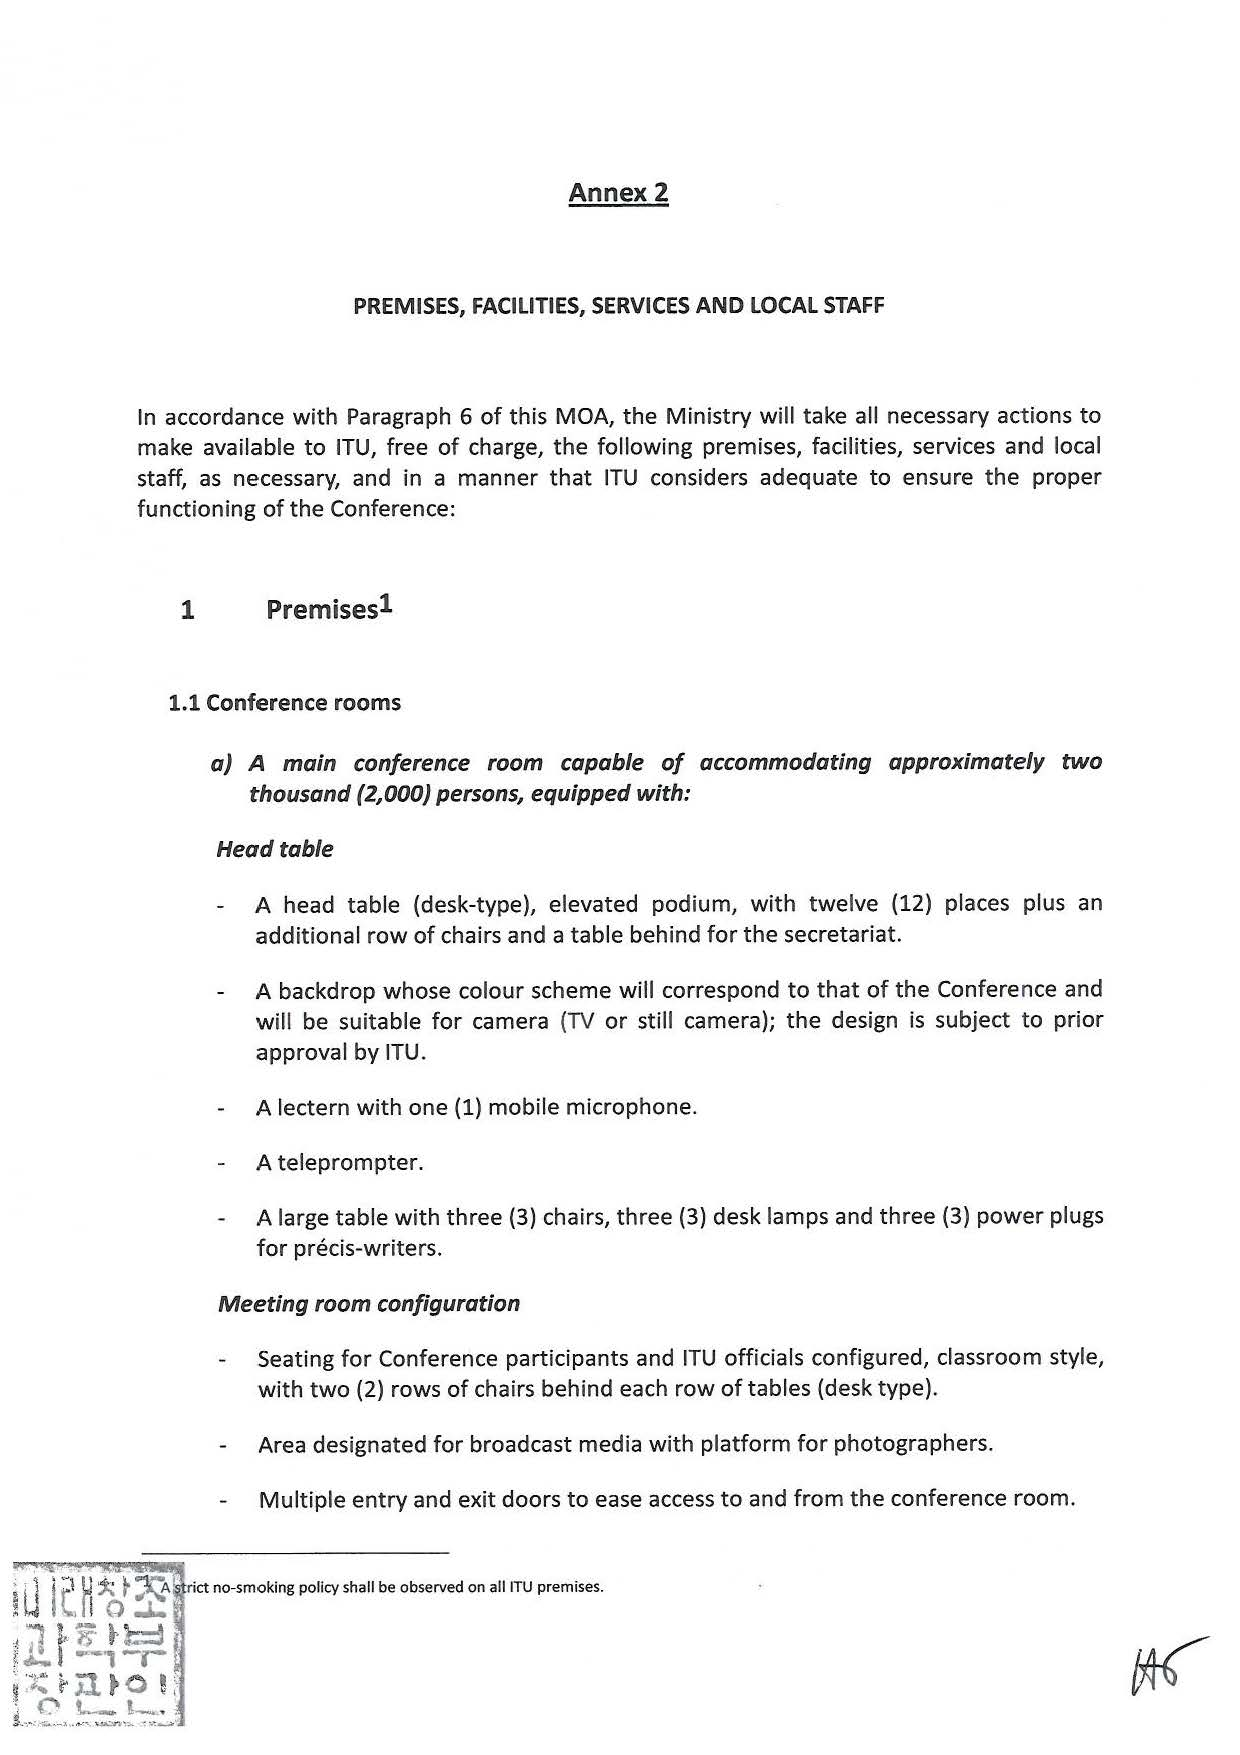 Annex 2
PREMISES, FACILITIES, SERVICES AND LOCAL STAFF
In accordance with Paragraph 6 of this MOA, the Ministry will take all necessary actions to
make available to ITU, free of charge, the following premises, facilities, services and local
staff, as necessary, and in a manner that ITU considers adequate to ensure the proper
functioning of the Conference:
1 Premises1
1.1 Conference rooms
a) A main conference room capable of accommodating approximately two
thousand (2,000) persons, equipped with:
Head table
- A head table (desk-type), elevated podium, with twelve (12) places plus an
additional row of chairs and a table behind for the secretariat.
- A backdrop whose colour scheme will correspond to that of the Conference and
will be suitable for camera (TV or still camera); the design is subject to prior
approval by ITU.
- A lectern with one (1) mobile microphone.
- A teleprompter.
- A large table with three (3) chairs, three (3) desk lamps and three (3) power plugs
for précis-writers.
Meeting room configuration
- Seating for Conference participants and ITU officials configured, classroom style,
with two (2) rows of chairs behind each row of tables (desk type).
- Area designated for broadcast media with platform for photographers.
- Multiple entry and exit doors to ease access to and from the conference room.
1 A strict no-smoking policy shall be observed on all ITU premises.
미래창조
과학부
장관인